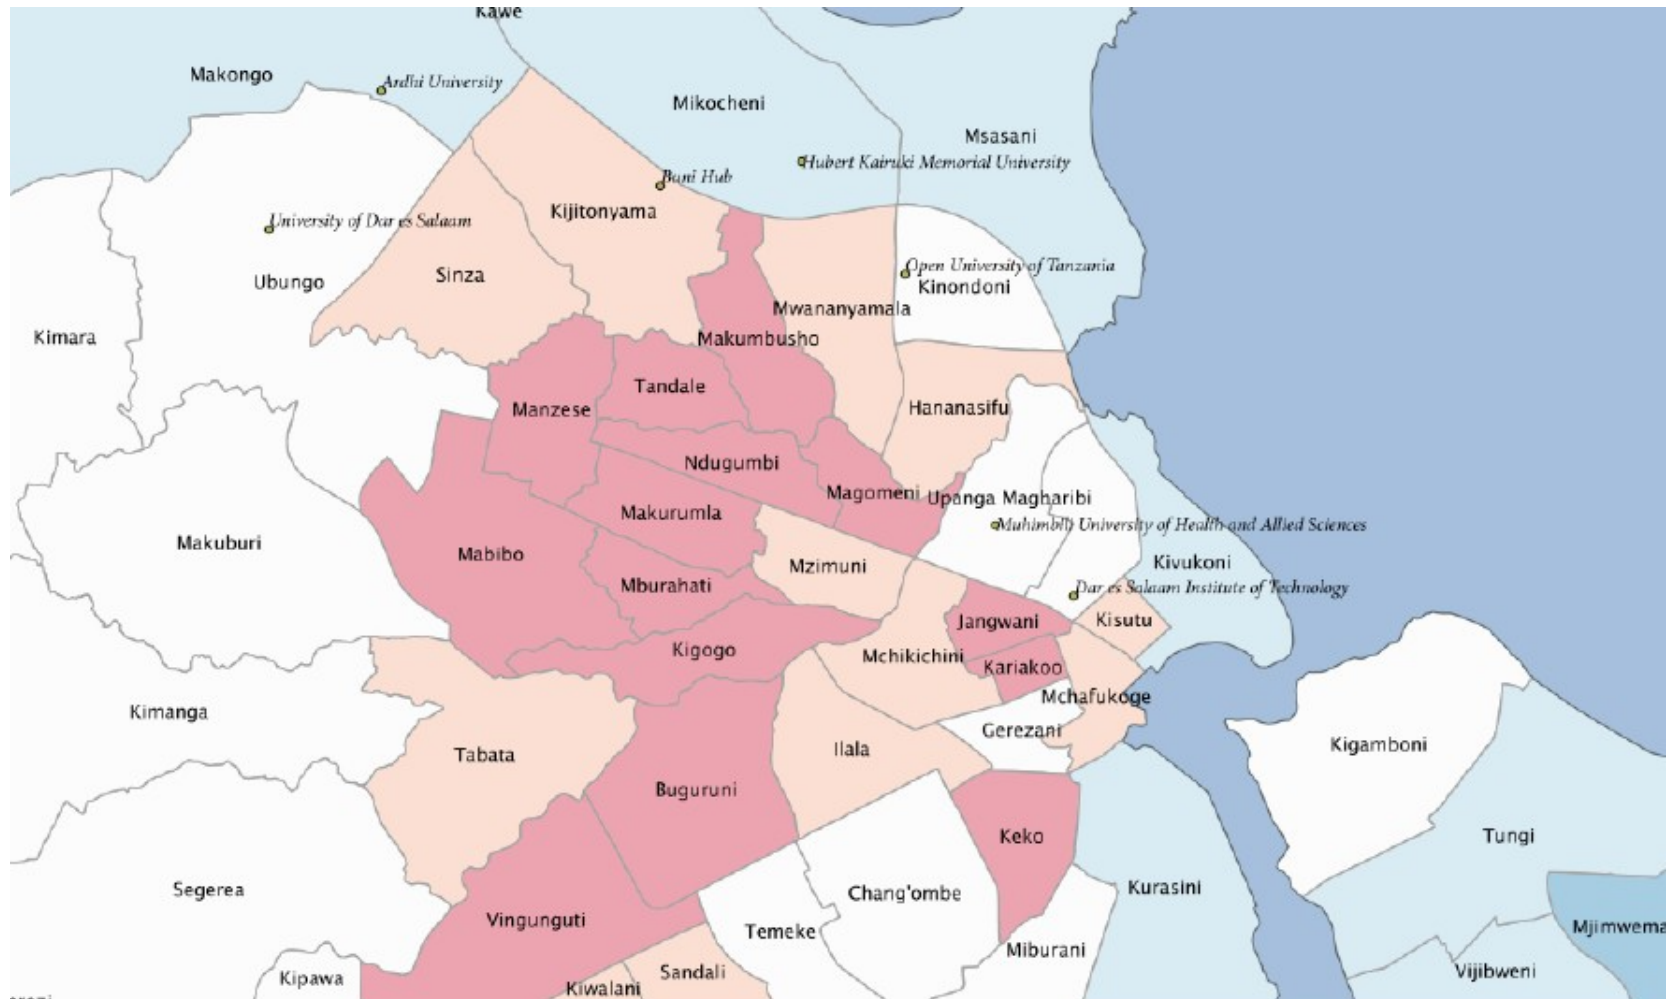 Kawe
Makongo
Ardhi University
Mikocheni
Msasani
Hubert Kairuki Memorial University
Buni Hub
Kijitonyama
University of Dar es Salaam
Sinza
Ubungo
Open University of Tanzania
Kinondoni
Mwananyamala
Kimara
Makumbusho
Tandale
Manzese
Hananasifu
Ndugumbi
Magomeni
Upanga Magharibi
Makurumla
Muhimbili University of Health and Allied Sciences
Makuburi
Mabibo
Mzimuni
Kivukoni
Mburahati
Dar es Salaam Institute of Technology
Jangwani
Kisutu
Kigogo
Mchikichini
Kariakoo
Mchafukoge
Kimanga
Gerezani
Tabata
Ilala
Kigamboni
Buguruni
Keko
Tungi
Segerea
Chang'ombe
Kurasini
Vingunguti
Temeke
Mjimwema
Miburani
Kipawa
Sandali
Vijibweni
Kiwalani